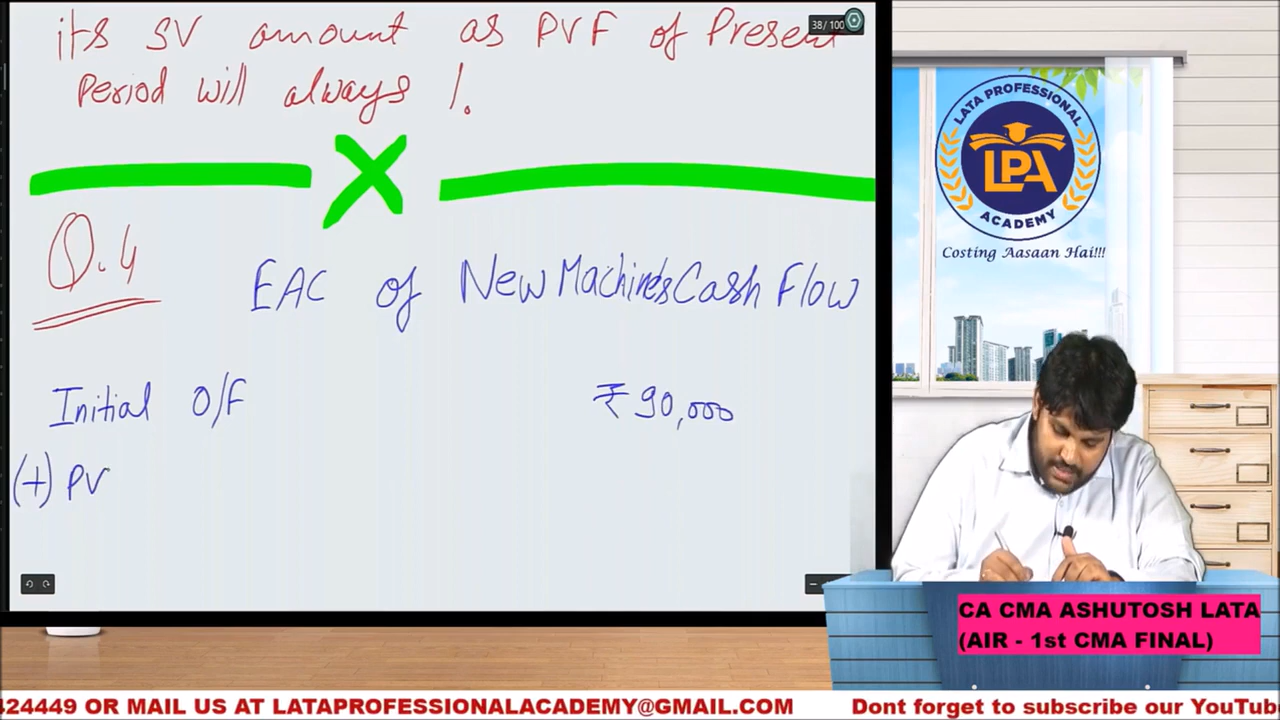 its SV amount as PVF of Present
Period will always 1.
38/100
Q.4
EAC of New Machine's Cash Flow
Initial O/F ₹90,000
(+) PV
LATA PROFESSIONAL
LPA
ACADEMY
Costing Aasaan Hai!!!
CA CMA ASHUTOSH LATA
(AIR - 1st CMA FINAL)
424449 OR MAIL US AT LATAPROFESSIONALACADEMY@GMAIL.COM Dont forget to subscribe our YouTub